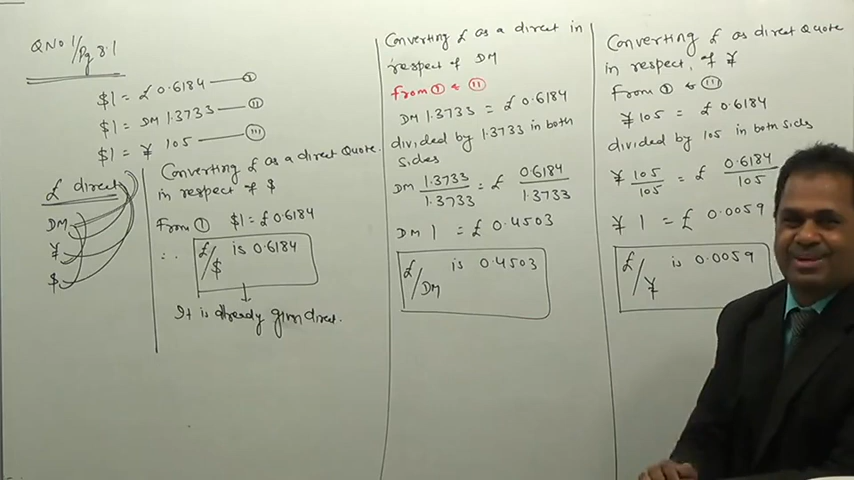 Q No 1/Pg 8.1
$1 = £ 0.6184 — (I)
$1 = DM 1.3733 — (II)
$1 = ¥ 105 — (III)
£ direct
DM
¥
$
Converting £ as a direct Quote.
in respect of $
From (I) $1 = £ 0.6184
∴ £/$ is 0.6184
It is already given direct.
Converting £ as a direct in
respect of DM
From (I) & (II)
DM 1.3733 = £ 0.6184
divided by 1.3733 in both
sides
DM 1.3733/1.3733 = £ 0.6184/1.3733
DM 1 = £ 0.4503
£/DM is 0.4503
Converting £ as direct Quote
in respect of ¥
From (I) & (III)
¥ 105 = £ 0.6184
divided by 105 in both sids
¥ 105/105 = £ 0.6184/105
¥ 1 = £ 0.0059
£/¥ is 0.0059